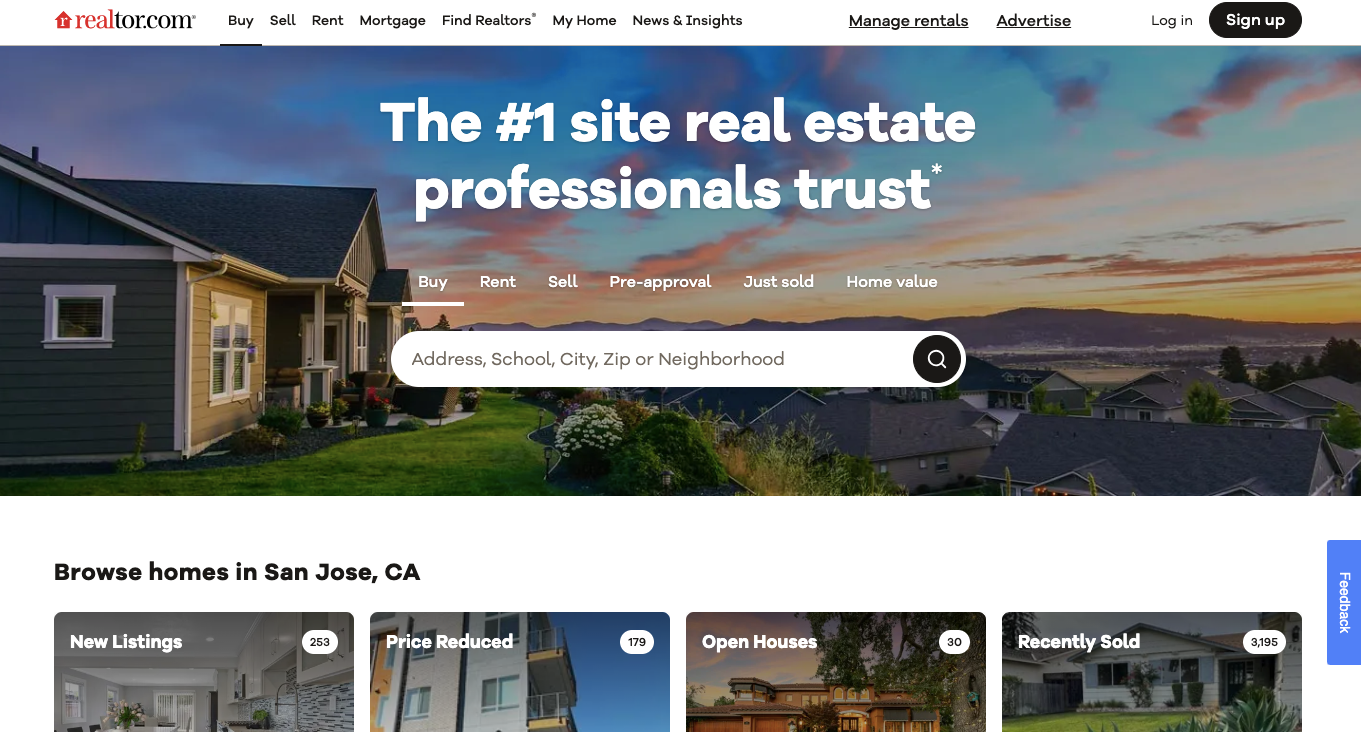 realtor.com® Buy Sell Rent Mortgage Find Realtors® My Home News & Insights Manage rentals Advertise Log in Sign up
The #1 site real estate
professionals trust*
Buy Rent Sell Pre-approval Just sold Home value
Address, School, City, Zip or Neighborhood
Feedback
Browse homes in San Jose, CA
New Listings 253 Price Reduced 179 Open Houses 30 Recently Sold 3,195